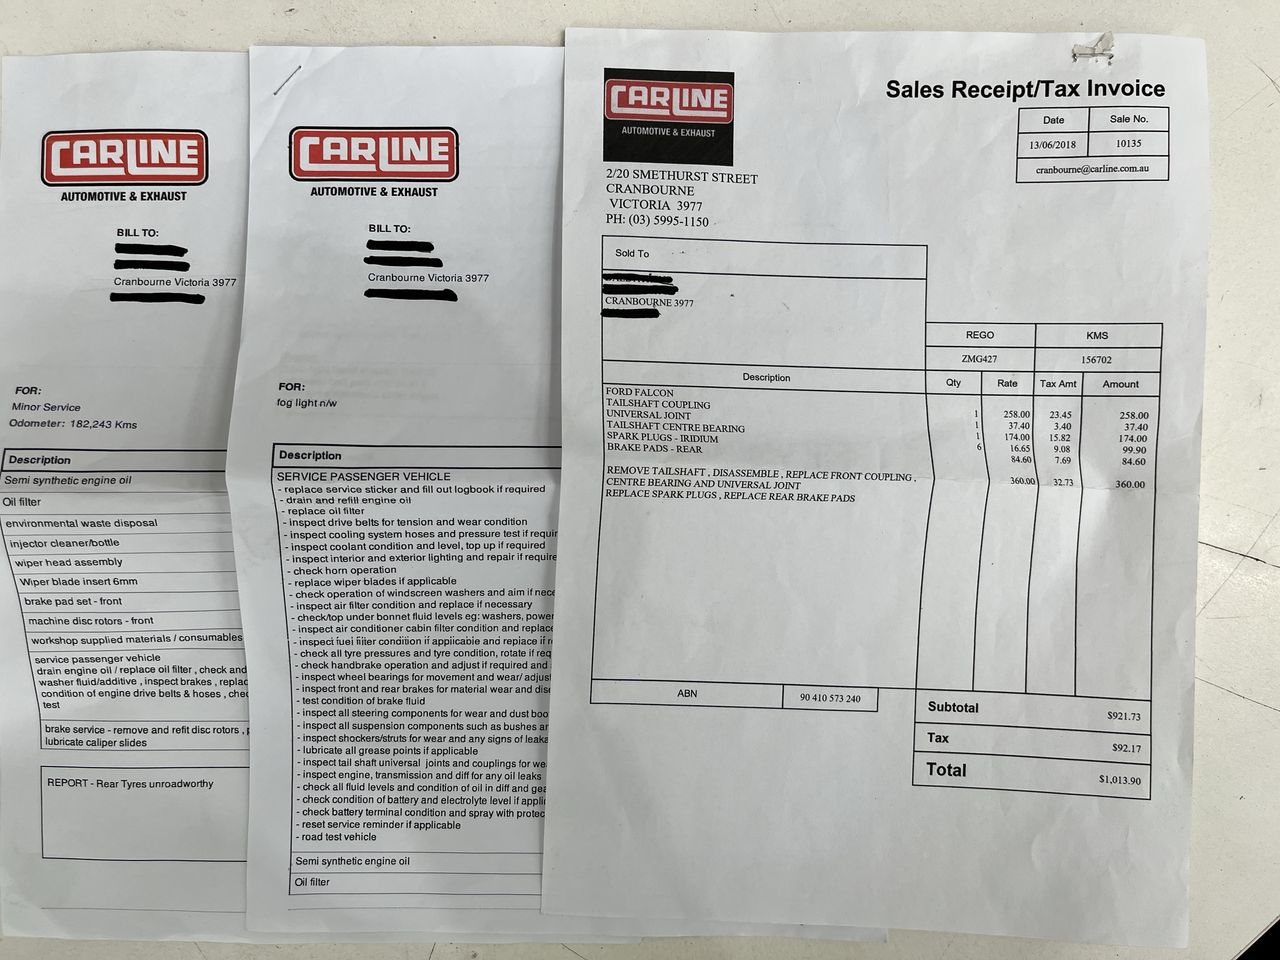 CARLINE
AUTOMOTIVE & EXHAUST
BILL TO:
Cranbourne Victoria 3977
FOR:
Minor Service
Odometer: 182,243 Kms
Description
Semi synthetic engine oil
Oil filter
environmental waste disposal
injector cleaner/bottle
wiper head assembly
Wiper blade insert 6mm
brake pad set - front
machine disc rotors - front
workshop supplied materials / consumables
service passenger vehicle
drain engine oil / replace oil filter , check and
washer fluid/additive , inspect brakes , replac
condition of engine drive belts & hoses , chec
test
brake service - remove and refit disc rotors ,
lubricate caliper slides
REPORT - Rear Tyres unroadworthy
CARLINE
AUTOMOTIVE & EXHAUST
BILL TO:
Cranbourne Victoria 3977
FOR:
fog light n/w
Description
SERVICE PASSENGER VEHICLE
- replace service sticker and fill out logbook if required
- drain and refill engine oil
- replace oil filter
- inspect drive belts for tension and wear condition
- inspect cooling system hoses and pressure test if requir
- inspect coolant condition and level, top up if required
- inspect interior and exterior lighting and repair if require
- check horn operation
- replace wiper blades if applicable
- check operation of windscreen washers and aim if nece
- inspect air filter condition and replace if necessary
- check/top under bonnet fluid levels eg: washers, power
- inspect air conditioner cabin filter condition and replace
- inspect fuel filter condition if applicable and replace if r
- check all tyre pressures and tyre condition, rotate if req
- check handbrake operation and adjust if required and
- inspect wheel bearings for movement and wear/ adjust
- inspect front and rear brakes for material wear and disc
- test condition of brake fluid
- inspect all steering components for wear and dust boo
- inspect all suspension components such as bushes ar
- inspect shockers/struts for wear and any signs of leaka
- lubricate all grease points if applicable
- inspect tail shaft universal joints and couplings for we
- inspect engine, transmission and diff for any oil leaks
- check all fluid levels and condition of oil in diff and gea
- check condition of battery and electrolyte level if appli
- check battery terminal condition and spray with protec
- reset service reminder if applicable
- road test vehicle
Semi synthetic engine oil
Oil filter
CARLINE
AUTOMOTIVE & EXHAUST
Sales Receipt/Tax Invoice
Date Sale No.
13/06/2018 10135
cranbourne@carline.com.au
2/20 SMETHURST STREET
CRANBOURNE
VICTORIA 3977
PH: (03) 5995-1150
Sold To
CRANBOURNE 3977
REGO KMS
ZMG427 156702
Description Qty Rate Tax Amt Amount
FORD FALCON
TAILSHAFT COUPLING 1 258.00 23.45 258.00
UNIVERSAL JOINT 1 37.40 3.40 37.40
TAILSHAFT CENTRE BEARING 1 174.00 15.82 174.00
SPARK PLUGS - IRIDIUM 6 16.65 9.08 99.90
BRAKE PADS - REAR 84.60 7.69 84.60
REMOVE TAILSHAFT , DISASSEMBLE , REPLACE FRONT COUPLING , 360.00 32.73 360.00
CENTRE BEARING AND UNIVERSAL JOINT
REPLACE SPARK PLUGS , REPLACE REAR BRAKE PADS
ABN 90 410 573 240
Subtotal $921.73
Tax $92.17
Total $1,013.90